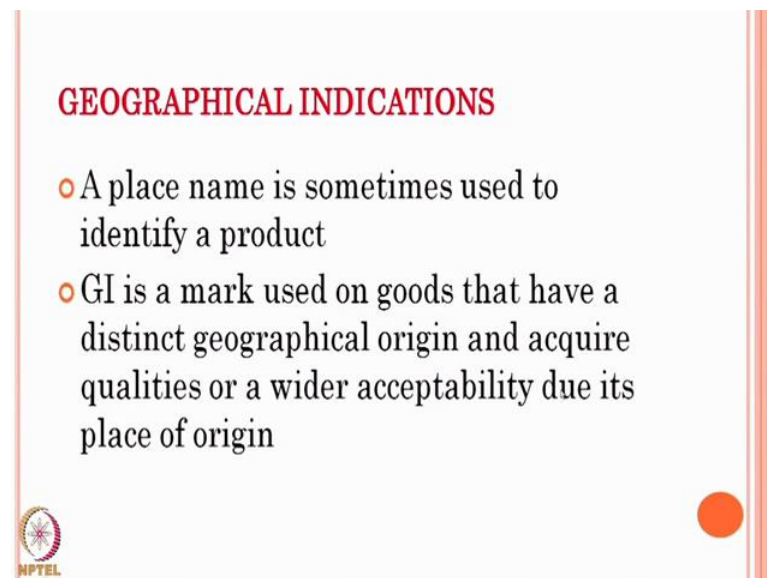 GEOGRAPHICAL INDICATIONS
A place name is sometimes used to
identify a product
GI is a mark used on goods that have a
distinct geographical origin and acquire
qualities or a wider acceptability due its
place of origin
NPTEL